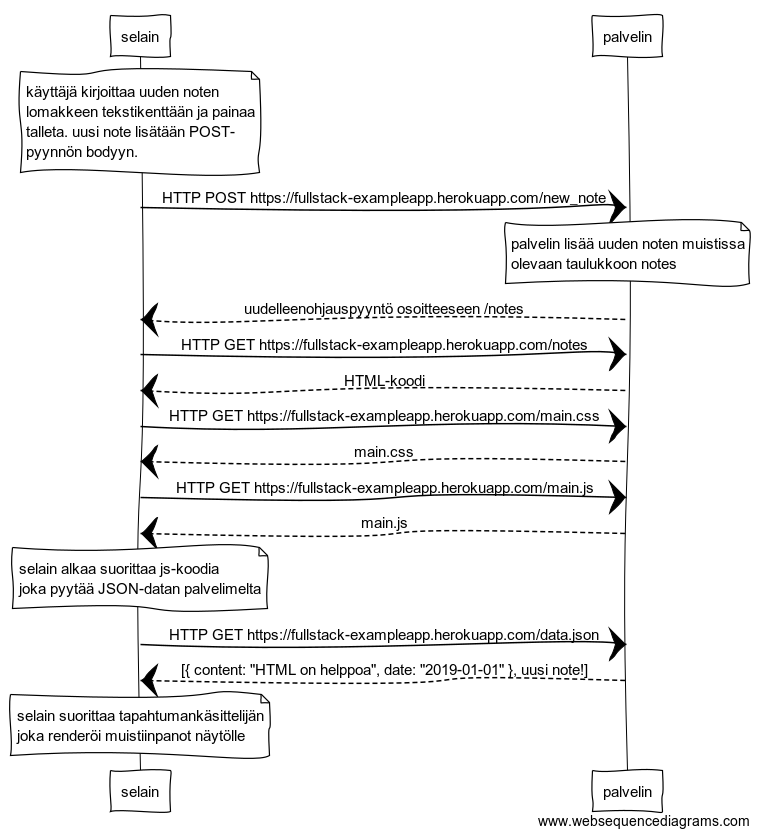 selain
palvelin
käyttäjä kirjoittaa uuden noten
lomakkeen tekstikenttään ja painaa
talleta. uusi note lisätään POST-
pyynnön bodyyn.
HTTP POST https://fullstack-exampleapp.herokuapp.com/new_note
palvelin lisää uuden noten muistissa
olevaan taulukkoon notes
uudelleenohjauspyyntö osoitteeseen /notes
HTTP GET https://fullstack-exampleapp.herokuapp.com/notes
HTML-koodi
HTTP GET https://fullstack-exampleapp.herokuapp.com/main.css
main.css
HTTP GET https://fullstack-exampleapp.herokuapp.com/main.js
main.js
selain alkaa suorittaa js-koodia
joka pyytää JSON-datan palvelimelta
HTTP GET https://fullstack-exampleapp.herokuapp.com/data.json
[{ content: "HTML on helppoa", date: "2019-01-01" }, uusi note!]
selain suorittaa tapahtumankäsittelijän
joka renderöi muistiinpanot näytölle
selain
palvelin
www.websequencediagrams.com